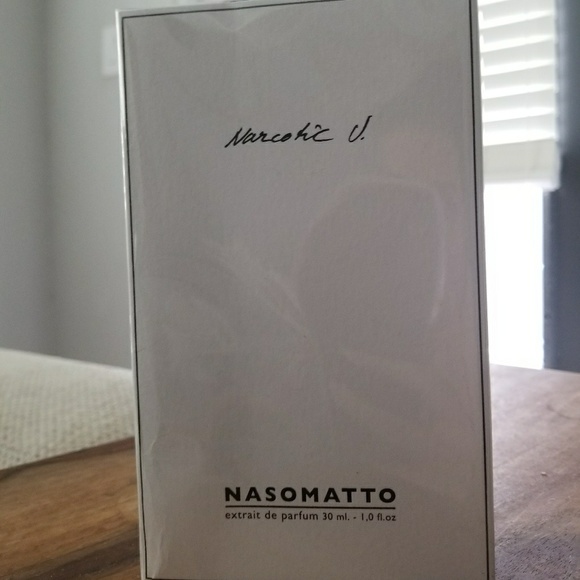 Narcotic V.
NASOMATTO
extrait de parfum 30 ml. - 1,0 fl.oz